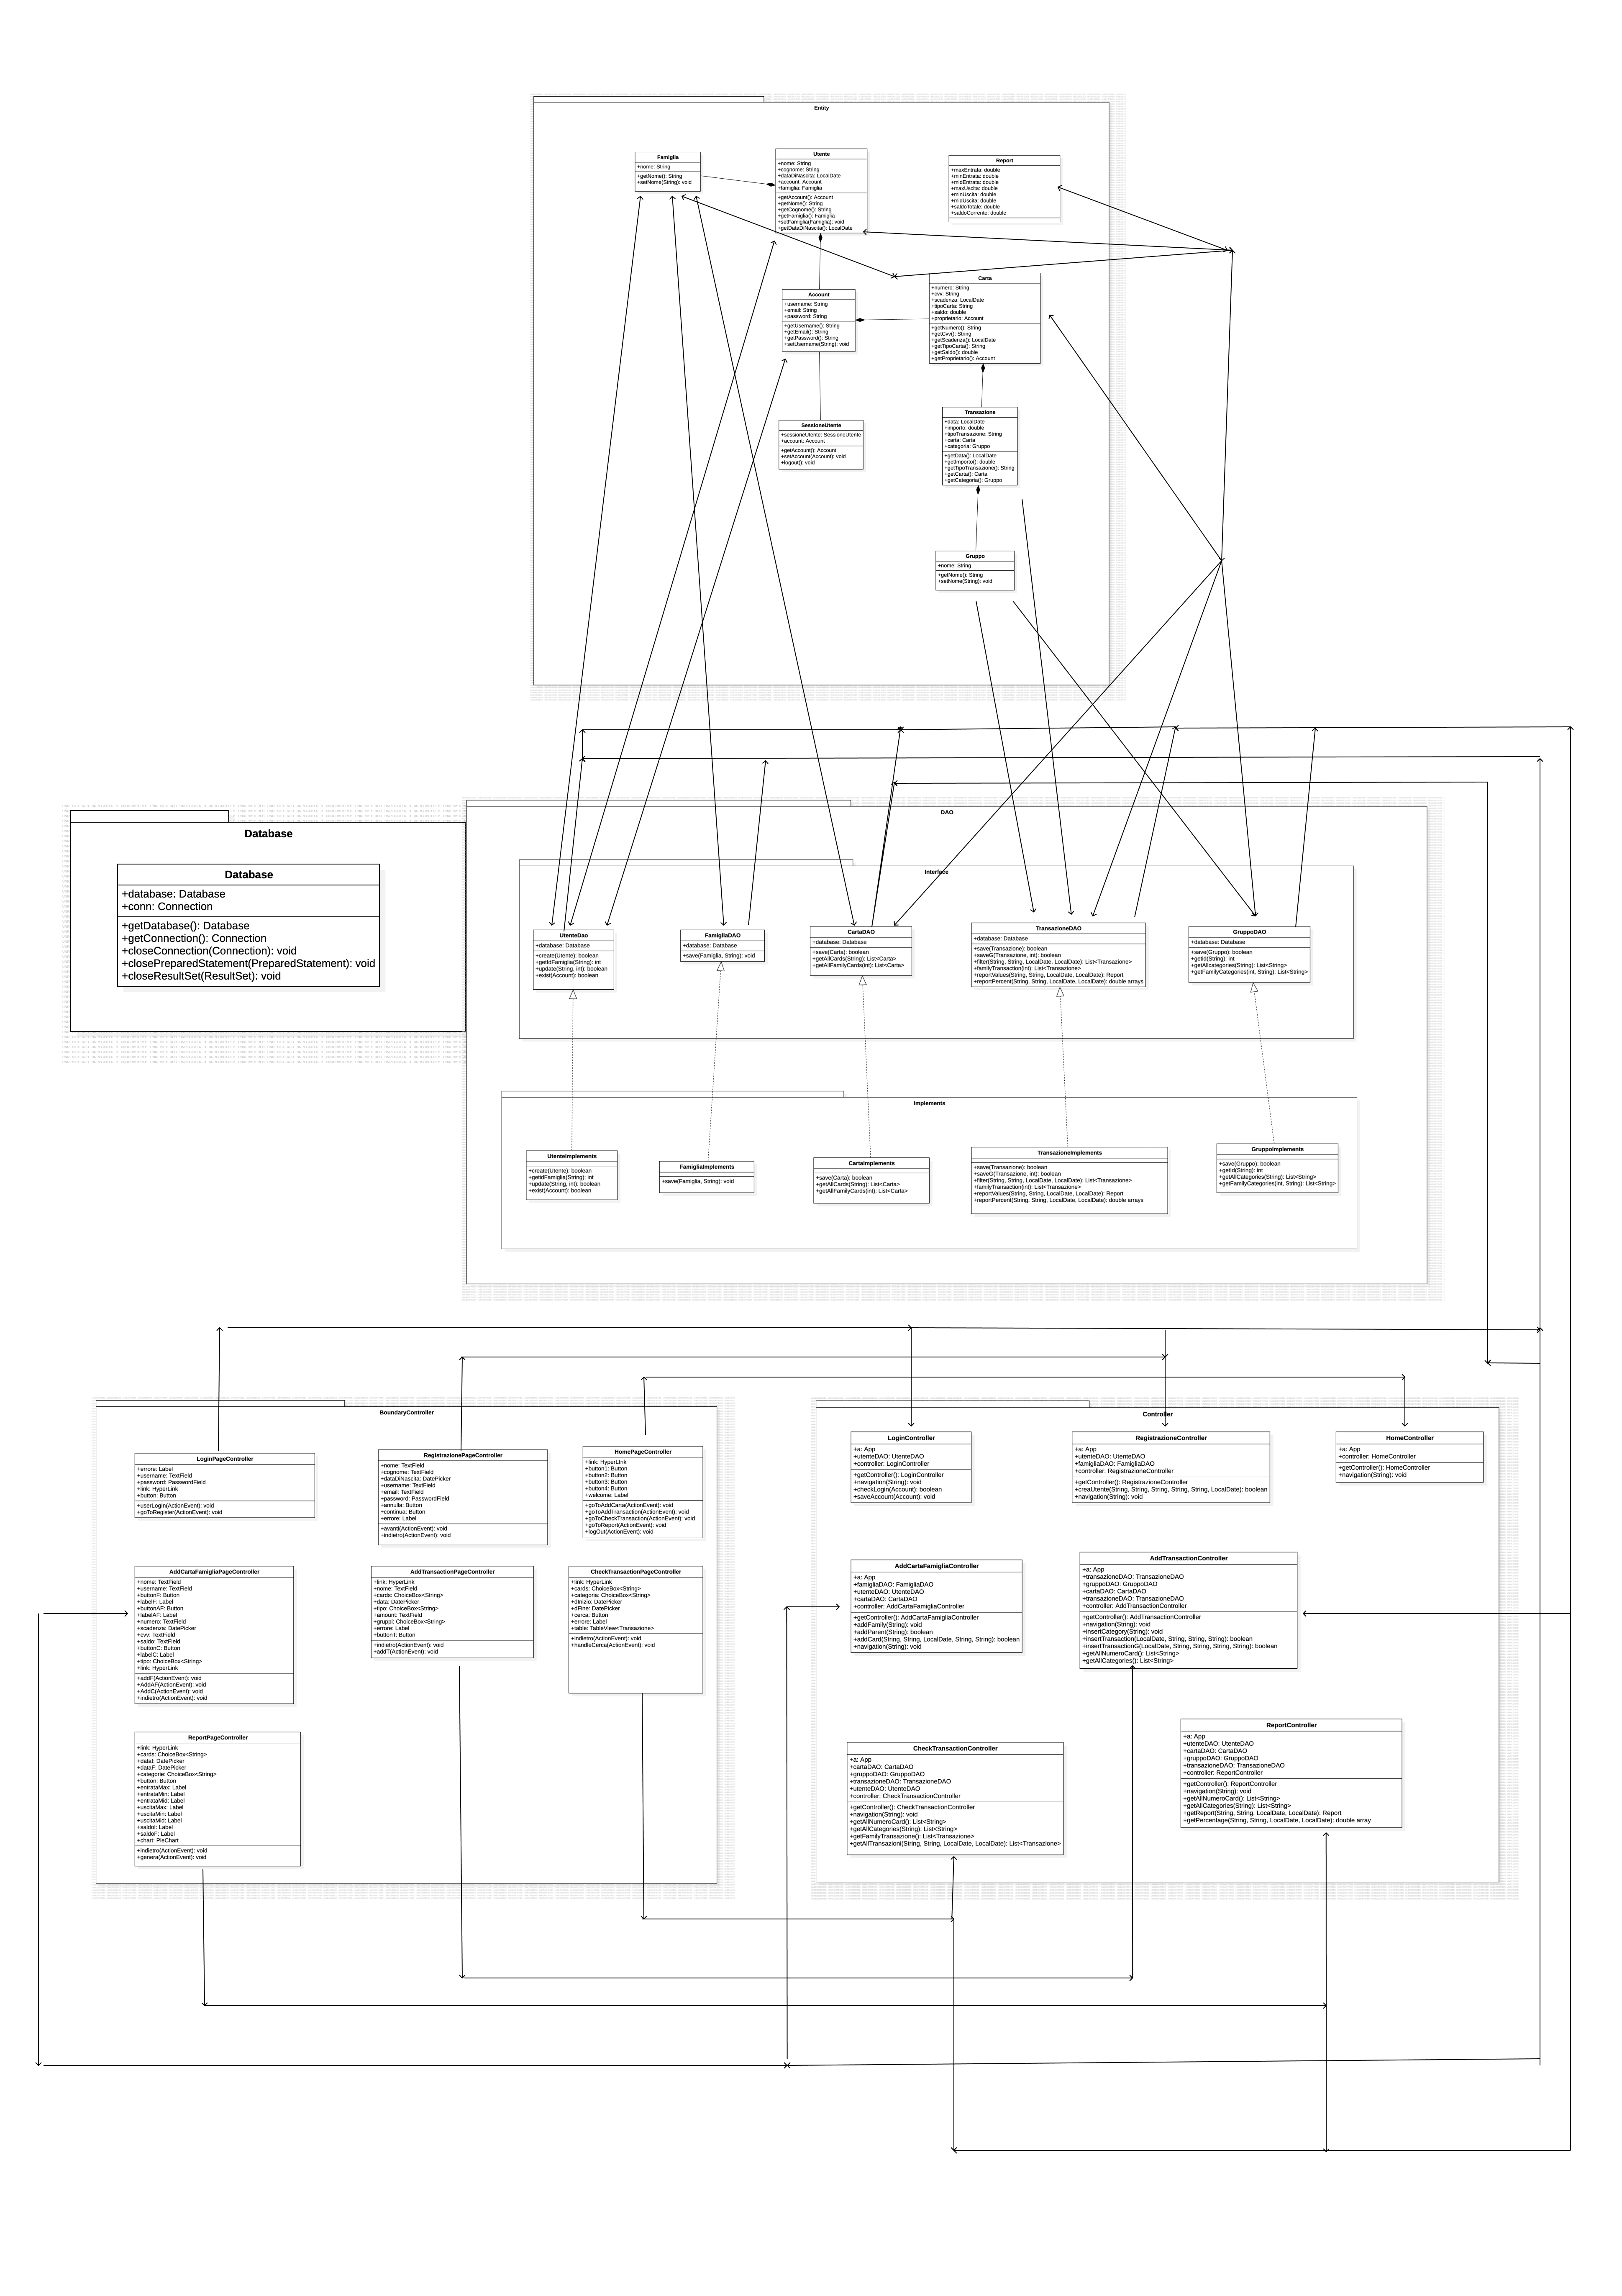 Entity
Famiglia
+nome: String
+getNome(): String
+setNome(String): void
Utente
+nome: String
+cognome: String
+dataDiNascita: LocalDate
+account: Account
+famiglia: Famiglia
+getAccount(): Account
+getNome(): String
+getCognome(): String
+getFamiglia(): Famiglia
+setFamiglia(Famiglia): void
+getDataDiNascita(): LocalDate
Report
+maxEntrata: double
+minEntrata: double
+midEntrata: double
+maxUscita: double
+minUscita: double
+midUscita: double
+saldoTotale: double
+saldoCorrente: double
Account
+username: String
+email: String
+password: String
+getUsername(): String
+getEmail(): String
+getPassword(): String
+setUsername(String): void
Carta
+numero: String
+cvv: String
+scadenza: LocalDate
+tipoCarta: String
+saldo: double
+proprietario: Account
+getNumero(): String
+getCvv(): String
+getScadenza(): LocalDate
+getTipoCarta(): String
+getSaldo(): double
+getProprietario(): Account
SessioneUtente
+sessioneUtente: SessioneUtente
+account: Account
+getAccount(): Account
+setAccount(Account): void
+logout(): void
Transazione
+data: LocalDate
+importo: double
+tipoTransazione: String
+carta: Carta
+categoria: Gruppo
+getData(): LocalDate
+getImporto(): double
+getTipoTransazione(): String
+getCarta(): Carta
+getCategoria(): Gruppo
Gruppo
+nome: String
+getNome(): String
+setNome(String): void
Database
Database
+database: Database
+conn: Connection
+getDatabase(): Database
+getConnection(): Connection
+closeConnection(Connection): void
+closePreparedStatement(PreparedStatement): void
+closeResultSet(ResultSet): void
DAO
Interface
UtenteDao
+database: Database
+create(Utente): boolean
+getIdFamiglia(String): int
+update(String, int): boolean
+exist(Account): boolean
FamigliaDAO
+database: Database
+save(Famiglia, String): void
CartaDAO
+database: Database
+save(Carta): boolean
+getAllCards(String): List<Carta>
+getAllFamilyCards(int): List<Carta>
TransazioneDAO
+database: Database
+save(Transazione): boolean
+saveG(Transazione, int): boolean
+filter(String, String, LocalDate, LocalDate): List<Transazione>
+familyTransaction(int): List<Transazione>
+reportValues(String, String, LocalDate, LocalDate): Report
+reportPercent(String, String, LocalDate, LocalDate): double arrays
GruppoDAO
+database: Database
+save(Gruppo): boolean
+getId(String): int
+getAllcategories(String): List<String>
+getFamilyCategories(int, String): List<String>
Implements
UtenteImplements
+create(Utente): boolean
+getIdFamiglia(String): int
+update(String, int): boolean
+exist(Account): boolean
FamigliaImplements
+save(Famiglia, String): void
CartaImplements
+save(Carta): boolean
+getAllCards(String): List<Carta>
+getAllFamilyCards(int): List<Carta>
TransazioneImplements
+save(Transazione): boolean
+saveG(Transazione, int): boolean
+filter(String, String, LocalDate, LocalDate): List<Transazione>
+familyTransaction(int): List<Transazione>
+reportValues(String, String, LocalDate, LocalDate): Report
+reportPercent(String, String, LocalDate, LocalDate): double arrays
GruppoImplements
+save(Gruppo): boolean
+getId(String): int
+getAllCategories(String): List<String>
+getFamilyCategories(int, String): List<String>
BoundaryController
LoginPageController
+errore: Label
+username: TextField
+password: PasswordField
+link: HyperLink
+button: Button
+userLogin(ActionEvent): void
+goToRegister(ActionEvent): void
RegistrazionePageController
+nome: TextField
+cognome: TextField
+dataDiNascita: DatePicker
+username: TextField
+email: TextField
+password: PasswordField
+annulla: Button
+continua: Button
+errore: Label
+avanti(ActionEvent): void
+indietro(ActionEvent): void
HomePageController
+link: HyperLink
+button1: Button
+button2: Button
+button3: Button
+button4: Button
+welcome: Label
+goToAddCarta(ActionEvent): void
+goToAddTransaction(ActionEvent): void
+goToCheckTransaction(ActionEvent): void
+goToReport(ActionEvent): void
+logOut(ActionEvent): void
AddCartaFamigliaPageController
+nome: TextField
+username: TextField
+buttonF: Button
+labelF: Label
+buttonAF: Button
+labelAF: Label
+numero: TextField
+scadenza: DatePicker
+cvv: TextField
+saldo: TextField
+buttonC: Button
+labelC: Label
+tipo: ChoiceBox<String>
+link: HyperLink
+addF(ActionEvent): void
+AddAF(ActionEvent): void
+AddC(ActionEvent): void
+indietro(ActionEvent): void
AddTransactionPageController
+link: HyperLink
+nome: TextField
+cards: ChoiceBox<String>
+data: DatePicker
+tipo: ChoiceBox<String>
+amount: TextField
+gruppi: ChoiceBox<String>
+errore: Label
+buttonT: Button
+indietro(ActionEvent): void
+addT(ActionEvent): void
CheckTransactionPageController
+link: HyperLink
+cards: ChoiceBox<String>
+categoria: ChoiceBox<String>
+dInizio: DatePicker
+dFine: DatePicker
+cerca: Button
+errore: Label
+table: TableView<Transazione>
+indietro(ActionEvent): void
+handleCerca(ActionEvent): void
ReportPageController
+link: HyperLink
+cards: ChoiceBox<String>
+dataI: DatePicker
+dataF: DatePicker
+categorie: ChoiceBox<String>
+button: Button
+entrataMax: Label
+entrataMin: Label
+entrataMid: Label
+uscitaMax: Label
+uscitaMin: Label
+uscitaMid: Label
+saldoI: Label
+saldoF: Label
+chart: PieChart
+indietro(ActionEvent): void
+genera(ActionEvent): void
Controller
LoginController
+a: App
+utenteDAO: UtenteDAO
+controller: LoginController
+getController(): LoginController
+navigation(String): void
+checkLogin(Account): boolean
+saveAccount(Account): void
RegistrazioneController
+a: App
+utenteDAO: UtenteDAO
+famigliaDAO: FamigliaDAO
+controller: RegistrazioneController
+getController(): RegistrazioneController
+creaUtente(String, String, String, String, String, LocalDate): boolean
+navigation(String): void
HomeController
+a: App
+controller: HomeController
+getController(): HomeController
+navigation(String): void
AddCartaFamigliaController
+a: App
+famigliaDAO: FamigliaDAO
+utenteDAO: UtenteDAO
+cartaDAO: CartaDAO
+controller: AddCartaFamigliaController
+getController(): AddCartaFamigliaController
+addFamily(String): void
+addParent(String): boolean
+addCard(String, String, LocalDate, String, String): boolean
+navigation(String): void
AddTransactionController
+a: App
+transazioneDAO: TransazioneDAO
+gruppoDAO: GruppoDAO
+cartaDAO: CartaDAO
+transazioneDAO: TransazioneDAO
+controller: AddTransactionController
+getController(): AddTransactionController
+navigation(String): void
+insertCategory(String): void
+insertTransaction(LocalDate, String, String, String): boolean
+insertTransactionG(LocalDate, String, String, String, String): boolean
+getAllNumeroCard(): List<String>
+getAllCategories(): List<String>
CheckTransactionController
+a: App
+cartaDAO: CartaDAO
+gruppoDAO: GruppoDAO
+transazioneDAO: TransazioneDAO
+utenteDAO: UtenteDAO
+controller: CheckTransactionController
+getController(): CheckTransactionController
+navigation(String): void
+getAllNumeroCard(): List<String>
+getAllCategories(String): List<String>
+getFamilyTransazione(): List<Transazione>
+getAllTransazioni(String, String, LocalDate, LocalDate): List<Transazione>
ReportController
+a: App
+utenteDAO: UtenteDAO
+cartaDAO: CartaDAO
+gruppoDAO: GruppoDAO
+transazioneDAO: TransazioneDAO
+controller: ReportController
+getController(): ReportController
+navigation(String): void
+getAllNumeroCard(): List<String>
+getAllCategories(String): List<String>
+getReport(String, String, LocalDate, LocalDate): Report
+getPercentage(String, String, LocalDate, LocalDate): double array